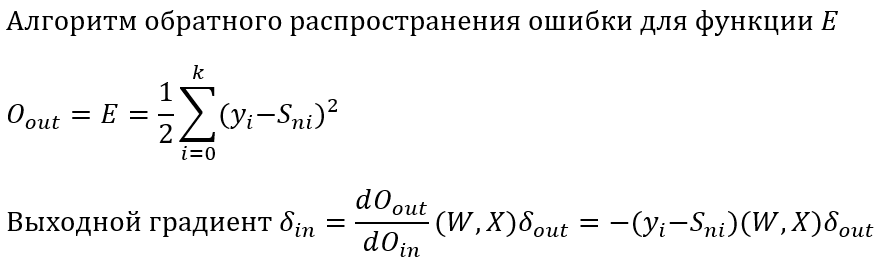 Алгоритм обратного распространения ошибки для функции E
O_out = E = 1/2 ∑_{i=0}^{k} (y_i−S_ni)^2
Выходной градиент δ_in = dO_out/dO_in (W, X)δ_out = −(y_i−S_ni)(W, X)δ_out